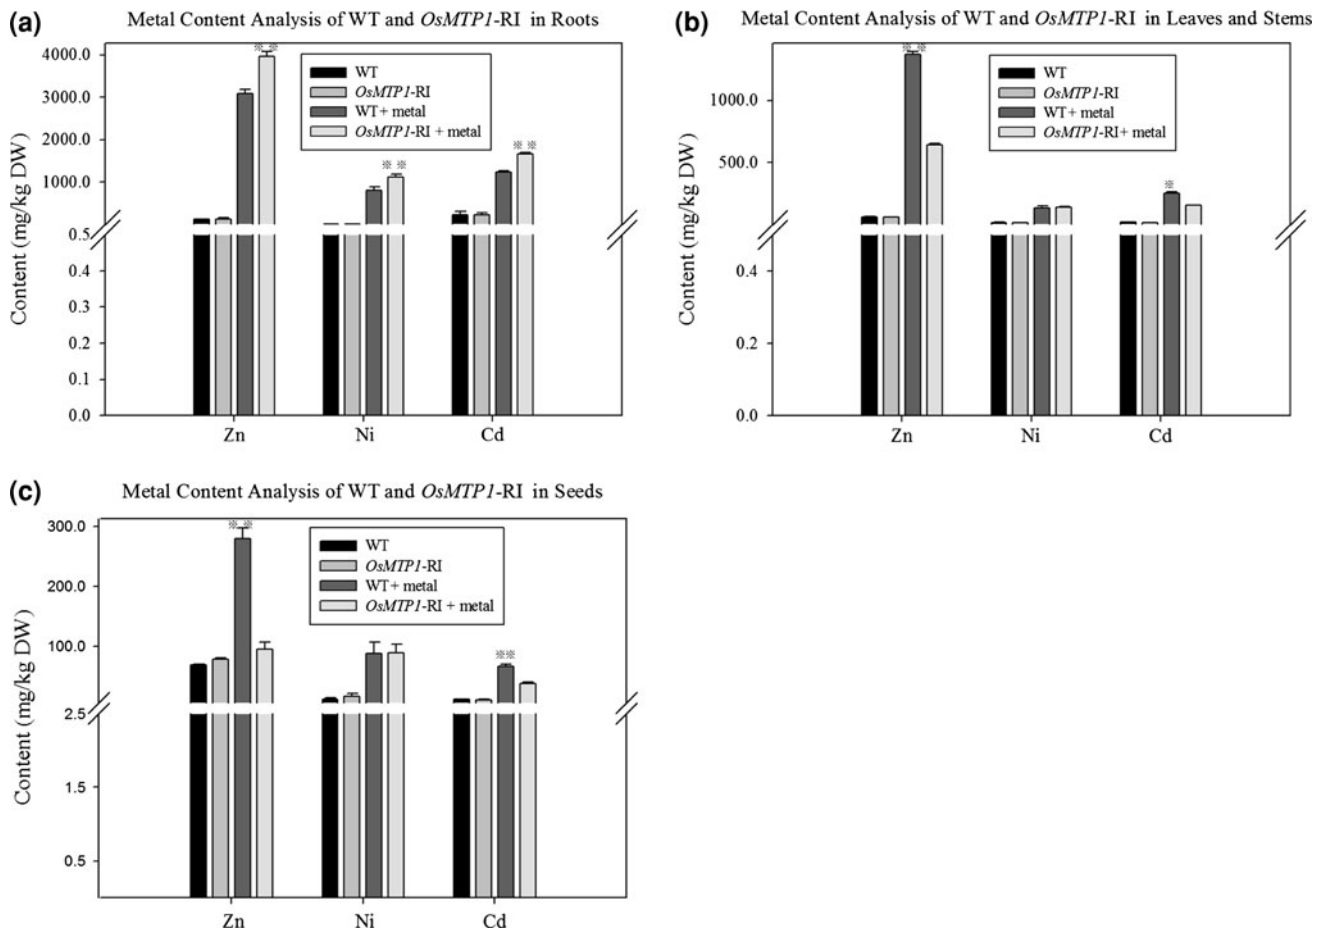 (a)
Metal Content Analysis of WT and OsMTP1-RI in Roots
4000.0
3000.0
2000.0
1000.0
0.5
0.4
0.3
0.2
0.1
0.0
Content (mg/kg DW)
WT
OsMTP1-RI
WT + metal
OsMTP1-RI + metal
※ ※
※ ※
※ ※
Zn Ni Cd
(b)
Metal Content Analysis of WT and OsMTP1-RI in Leaves and Stems
1000.0
500.0
0.4
0.2
0.0
Content (mg/kg DW)
WT
OsMTP1-RI
WT + metal
OsMTP1-RI+ metal
※ ※
※
Zn Ni Cd
(c)
Metal Content Analysis of WT and OsMTP1-RI in Seeds
300.0
200.0
100.0
2.5
1.5
0.5
Content (mg/kg DW)
WT
OsMTP1-RI
WT+ metal
OsMTP1-RI + metal
※ ※
※※
Zn Ni Cd